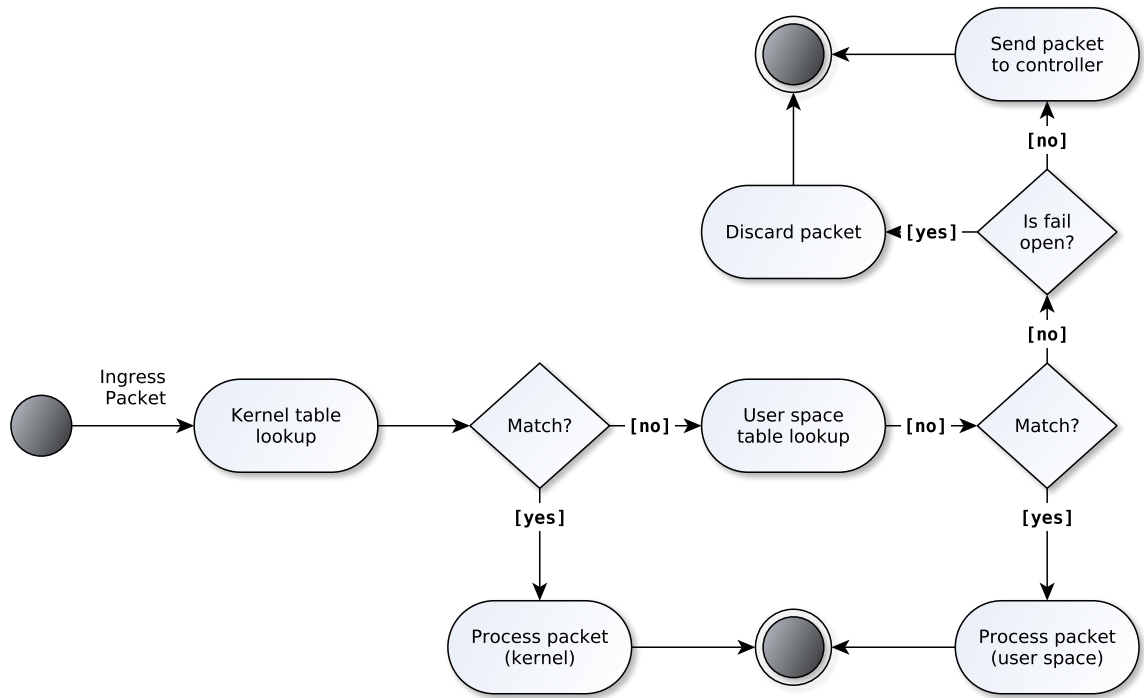 Send packet
to controller
[no]
Is fail
open?
[yes]
Discard packet
[no]
Ingress
Packet
Kernel table
lookup
Match?
[no]
User space
table lookup
[no]
Match?
[yes]
[yes]
Process packet
(kernel)
Process packet
(user space)